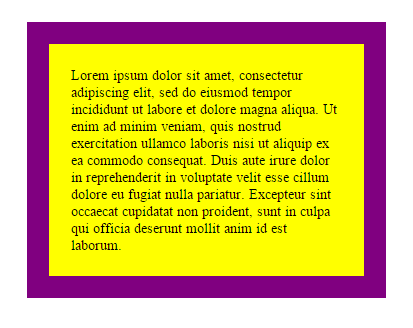 Lorem ipsum dolor sit amet, consectetur
adipiscing elit, sed do eiusmod tempor
incididunt ut labore et dolore magna aliqua. Ut
enim ad minim veniam, quis nostrud
exercitation ullamco laboris nisi ut aliquip ex
ea commodo consequat. Duis aute irure dolor
in reprehenderit in voluptate velit esse cillum
dolore eu fugiat nulla pariatur. Excepteur sint
occaecat cupidatat non proident, sunt in culpa
qui officia deserunt mollit anim id est
laborum.